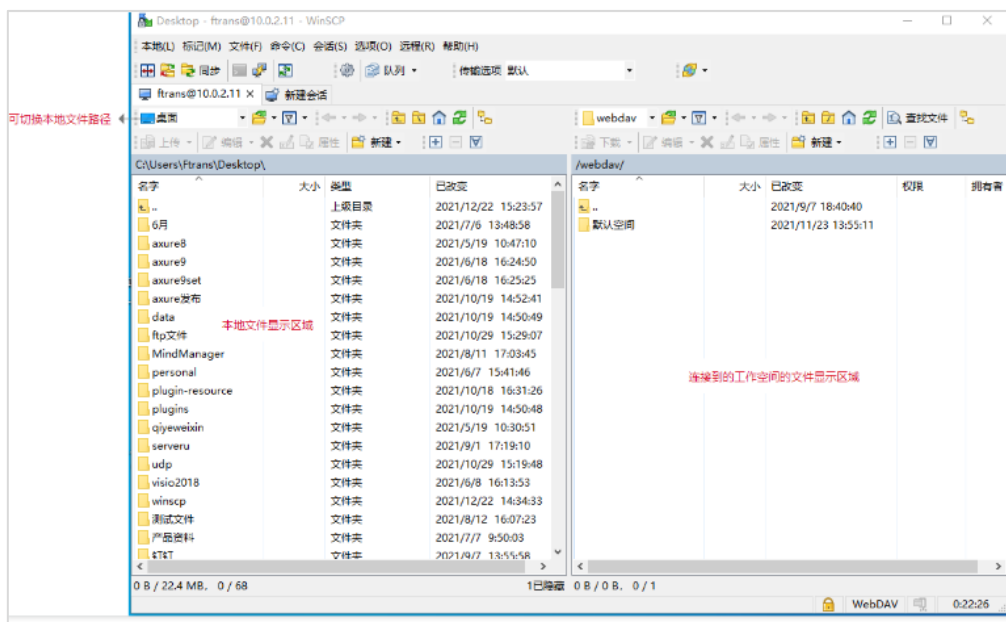 Desktop - ftrans@10.0.2.11 - WinSCP
本地(L) 标记(M) 文件(F) 命令(C) 会话(S) 选项(O) 远程(R) 帮助(H)
同步 队列 传输选项 默认
ftrans@10.0.2.11 × 新建会话
可切换本地文件路径
桌面 webdav 查找文件
上传 编辑 属性 新建 下载 编辑 属性 新建
C:\Users\Ftrans\Desktop\ /webdav/
名字 大小 类型 已改变 名字 大小 已改变 权限 拥有者
.. 上级目录 2021/12/22 15:23:57 .. 2021/9/7 18:40:40
6月 文件夹 2021/7/6 13:48:58 默认空间 2021/11/23 13:55:11
axure8 文件夹 2021/5/19 10:47:10
axure9 文件夹 2021/6/18 16:24:50
axure9set 文件夹 2021/6/18 16:25:25
axure发布 文件夹 2021/10/19 14:52:41
data 文件夹 2021/10/19 14:50:49
本地文件显示区域
ftp文件 文件夹 2021/10/29 15:29:07
MindManager 文件夹 2021/8/11 17:03:45
personal 文件夹 2021/6/7 15:41:46
连接到的工作空间的文件显示区域
plugin-resource 文件夹 2021/10/18 16:31:26
plugins 文件夹 2021/10/19 14:50:48
qiyeweixin 文件夹 2021/5/19 10:30:51
serveru 文件夹 2021/9/1 17:19:10
udp 文件夹 2021/10/29 15:19:48
visio2018 文件夹 2021/6/8 16:13:53
winscp 文件夹 2021/12/22 14:34:33
测试文件 文件夹 2021/8/12 16:07:23
产品资料 文件夹 2021/7/7 9:50:03
钉钉 文件夹 2021/9/7 13:55:58
0 B / 22.4 MB, 0 / 68 1已隐藏 0 B / 0 B, 0 / 1
WebDAV 0:22:26